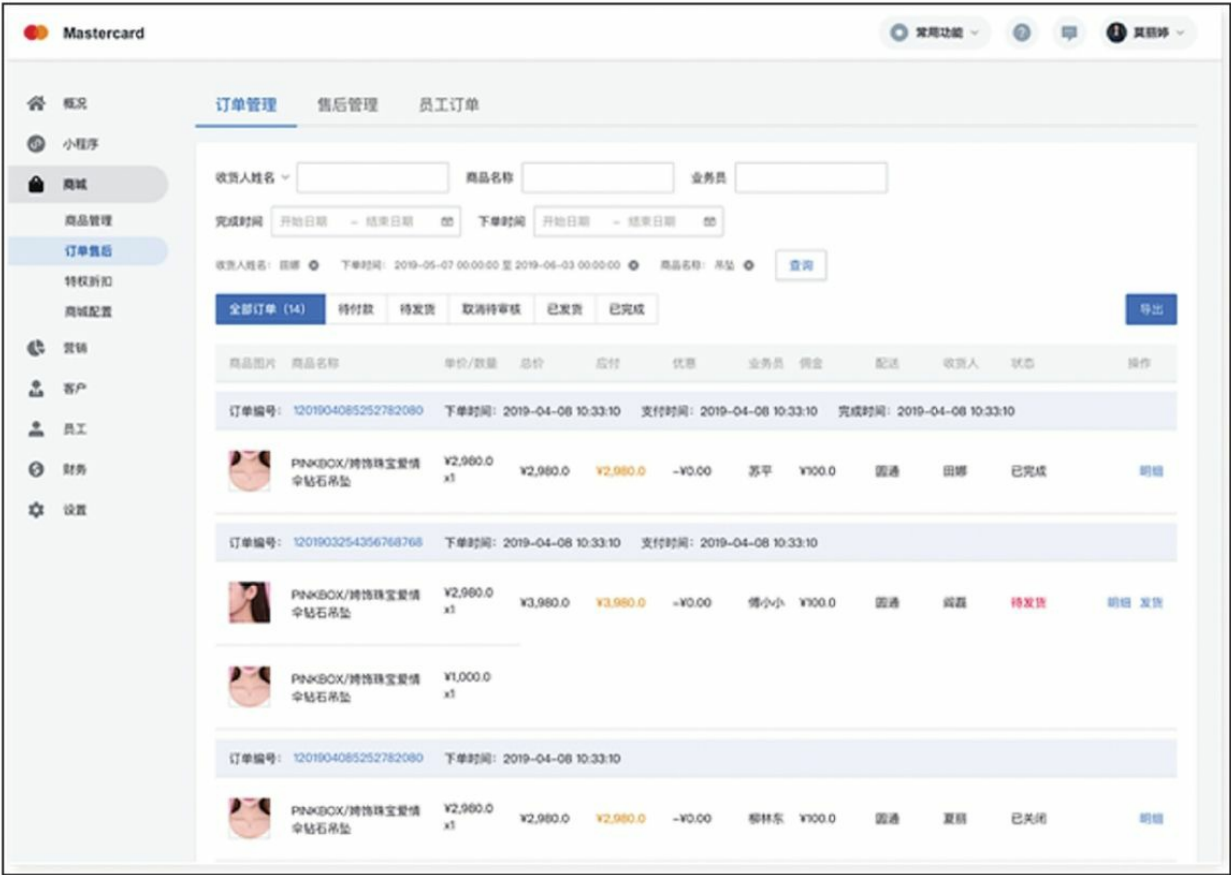 Mastercard
常用功能
莫丽婷
概况
小程序
商城
商品管理
订单售后
特权折扣
商城配置
营销
客户
员工
财务
设置
订单管理 售后管理 员工订单
收货人姓名 商品名称 业务员
完成时间 开始日期 ~ 结束日期 下单时间 开始日期 ~ 结束日期
收货人姓名： 田娜 下单时间： 2019-05-07 00:00:00 至 2019-06-03 00:00:00 商品名称： 吊坠 查询
全部订单（14） 待付款 待发货 取消待审核 已发货 已完成 导出
商品图片 商品名称 单价/数量 总价 应付 优惠 业务员 佣金 配送 收货人 状态 操作
订单编号： 1201904085252782080 下单时间：2019-04-08 10:33:10 支付时间：2019-04-08 10:33:10 完成时间：2019-04-08 10:33:10
PINKBOX/娉饰珠宝爱情
伞钻石吊坠
¥2,980.0
x1
¥2,980.0 ¥2,980.0 -¥0.00 苏平 ¥100.0 圆通 田娜 已完成 明细
订单编号： 1201903254356768768 下单时间：2019-04-08 10:33:10 支付时间：2019-04-08 10:33:10
PINKBOX/娉饰珠宝爱情
伞钻石吊坠
¥2,980.0
x1
¥3,980.0 ¥3,980.0 -¥0.00 傅小小 ¥100.0 圆通 阎磊 待发货 明细 发货
PINKBOX/娉饰珠宝爱情
伞钻石吊坠
¥1,000.0
x1
订单编号： 1201904085252782080 下单时间：2019-04-08 10:33:10
PINKBOX/娉饰珠宝爱情
伞钻石吊坠
¥2,980.0
x1
¥2,980.0 ¥2,980.0 -¥0.00 柳林东 ¥100.0 圆通 夏丽 已关闭 明细